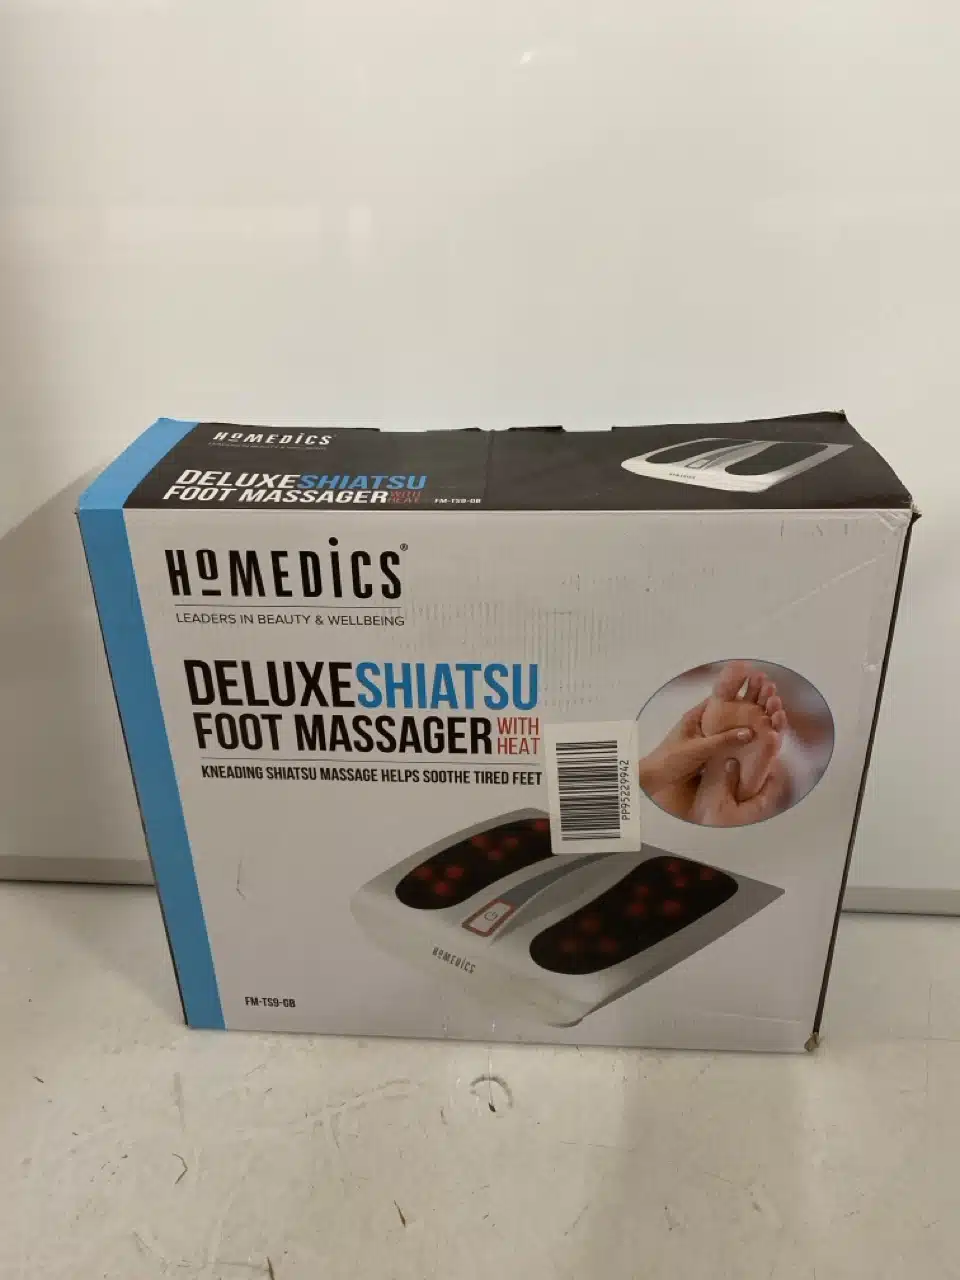 HoMEDiCS
DELUXESHIATSU
FOOT MASSAGER WITH HEAT
FM-TS9-GB
HoMEDiCS®
LEADERS IN BEAUTY & WELLBEING
DELUXESHIATSU
FOOT MASSAGER WITH HEAT
KNEADING SHIATSU MASSAGE HELPS SOOTHE TIRED FEET
PP95229942
HoMEDiCS
FM-TS9-GB